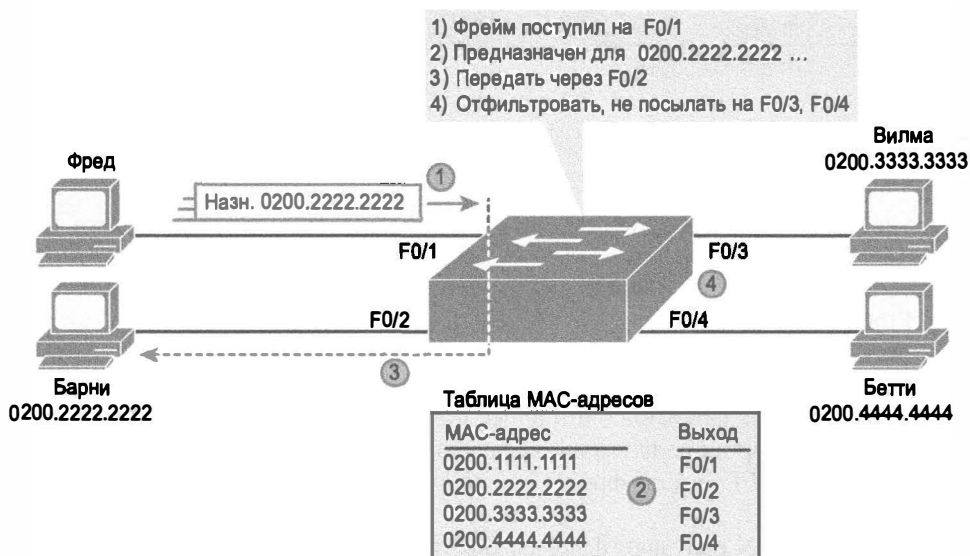 1) Фрейм поступил на F0/1
2) Предназначен для 0200.2222.2222 ...
3) Передать через F0/2
4) Отфильтровать, не посылать на F0/3, F0/4
Фред
Вилма
0200.3333.3333
1
Назн. 0200.2222.2222
F0/1
F0/3
4
F0/2
F0/4
3
Барни
0200.2222.2222
Бетти
0200.4444.4444
Таблица МАС-адресов
МАС-адрес Выход
0200.1111.1111 F0/1
0200.2222.2222 2 F0/2
0200.3333.3333 F0/3
0200.4444.4444 F0/4